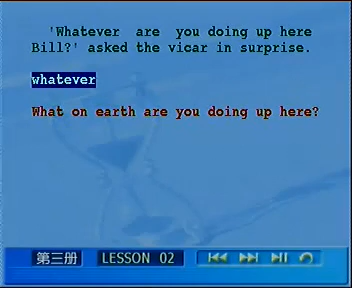 'Whatever are you doing up here
Bill?' asked the vicar in surprise.
whatever
What on earth are you doing up here?
第三册 LESSON 02